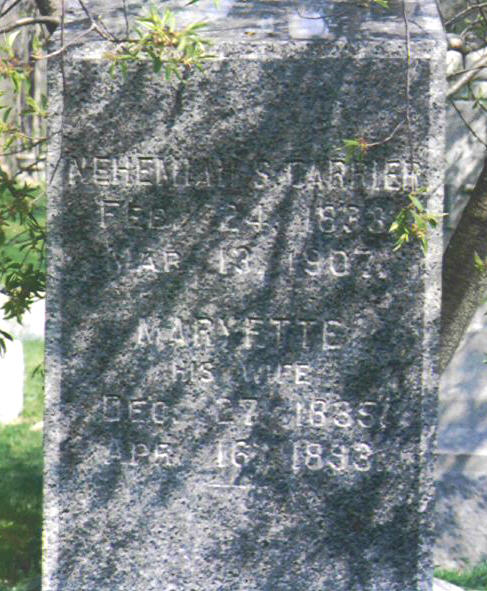 NEHEMIAH S. CARRIER
FEB. 24, 1833
MAR. 13, 1907.
MARYETTE
HIS WIFE
DEC. 27, 1835,
APR. 16, 1893.